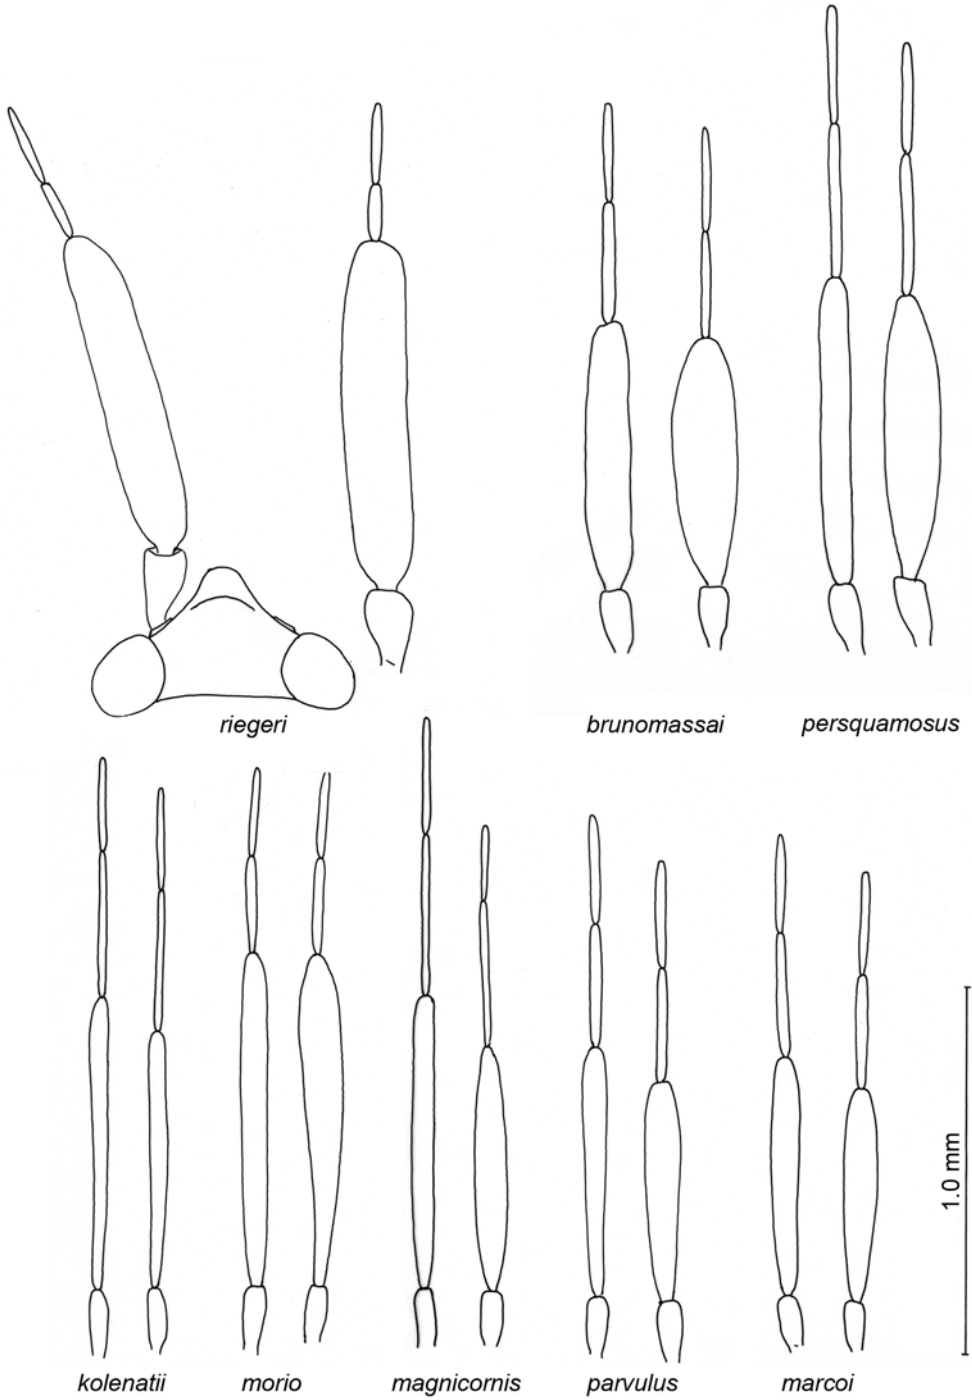 riegeri
brunomassai
persquamosus
1.0 mm
kolenatii
morio
magnicornis
parvulus
marcoi